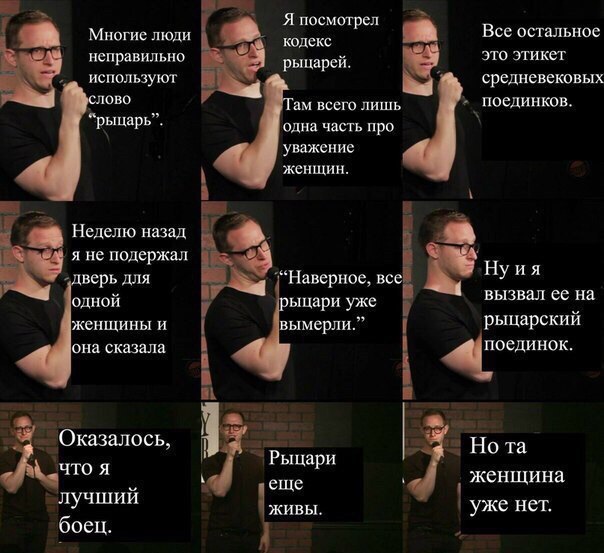 Многие люди
неправильно
используют
слово
“рыцарь”.
Я посмотрел
кодекс
рыцарей.
Там всего лишь
одна часть про
уважение
женщин.
Все остальное
это этикет
средневековых
поединков.
Неделю назад
я не подержал
дверь для
одной
женщины и
она сказала
“Наверное, все
рыцари уже
вымерли.”
Ну и я
вызвал ее на
рыцарский
поединок.
Оказалось,
что я
лучший
боец.
Рыцари
еще
живы.
Но та
женщина
уже нет.